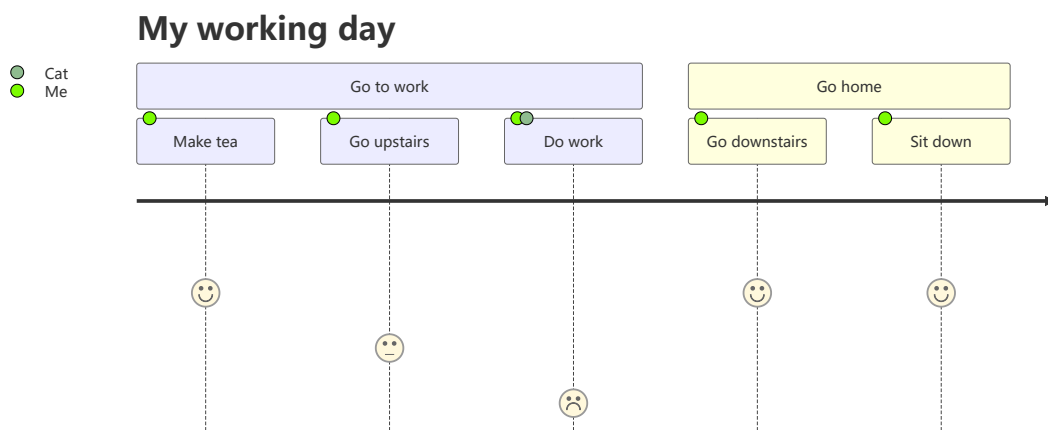 My working day
Cat
Me
Go to work
Go home
Make tea
Go upstairs
Do work
Go downstairs
Sit down